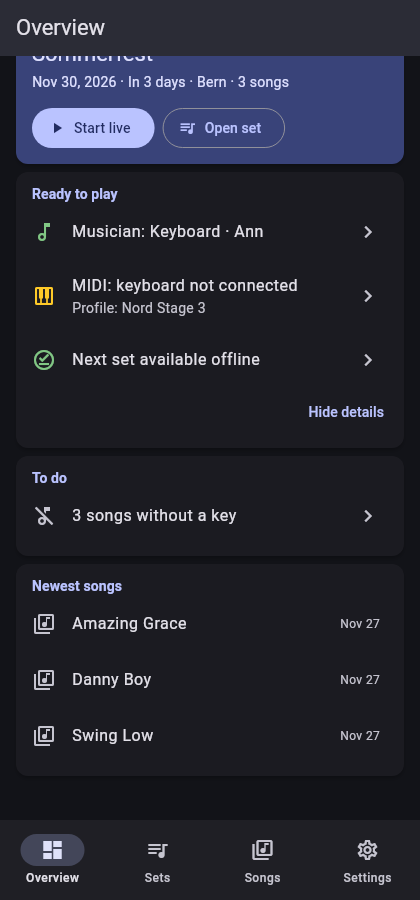 Overview
Sommerfest
Nov 30, 2026 · In 3 days · Bern · 3 songs
Start live
Open set
Ready to play
Musician: Keyboard · Ann
MIDI: keyboard not connected
Profile: Nord Stage 3
Next set available offline
Hide details
To do
3 songs without a key
Newest songs
Amazing Grace Nov 27
Danny Boy Nov 27
Swing Low Nov 27
Overview Sets Songs Settings